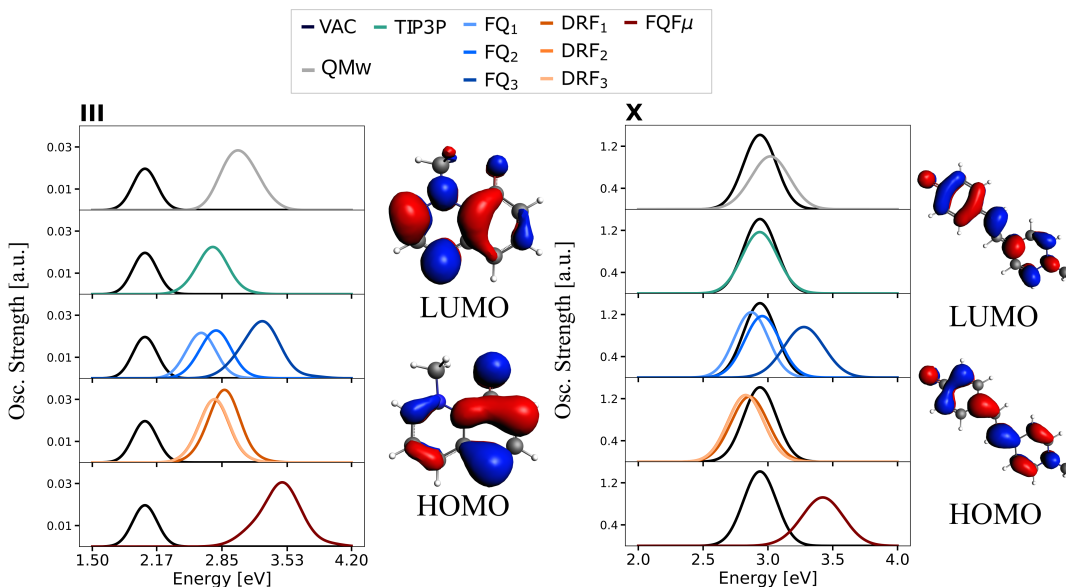 VAC TIP3P FQ₁ DRF₁ FQFμ
QMw FQ₂ DRF₂
FQ₃ DRF₃
III
Osc. Strength [a.u.]
0.03
0.01
0.03
0.01
0.03
0.01
0.03
0.01
0.03
0.01
1.50 2.17 2.85 3.53 4.20
Energy [eV]
LUMO
HOMO
X
Osc. Strength [a.u.]
1.2
0.4
1.2
0.4
1.2
0.4
1.2
0.4
1.2
0.4
2.0 2.5 3.0 3.5 4.0
Energy [eV]
LUMO
HOMO